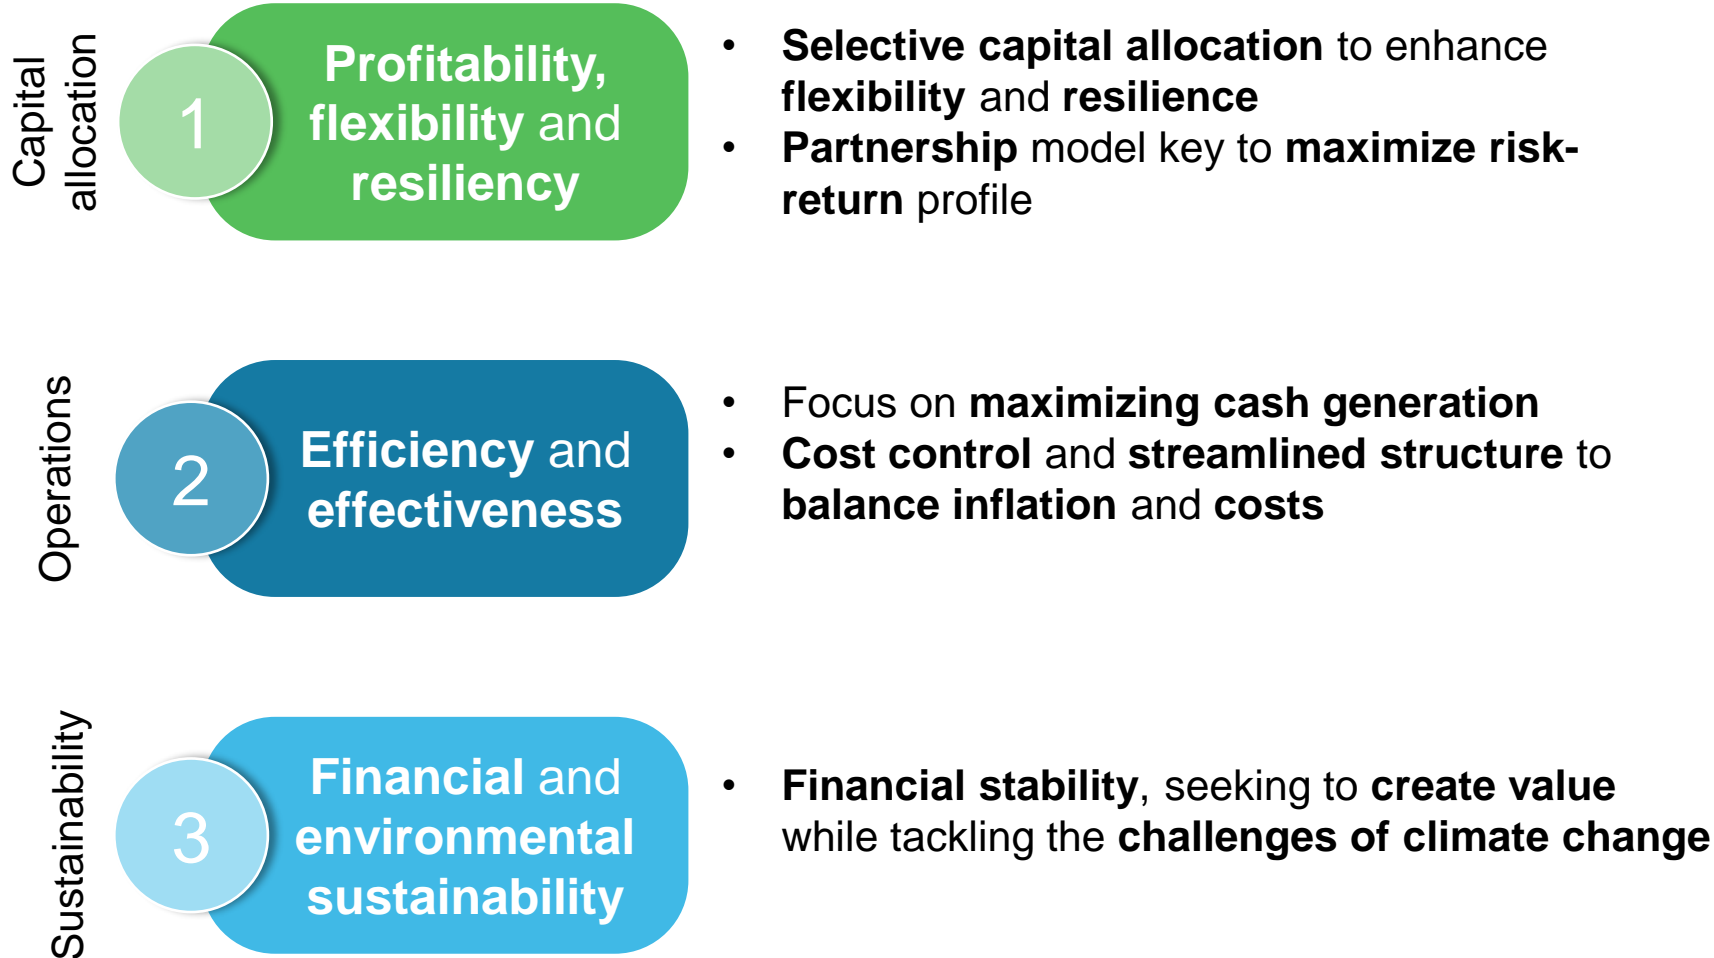 Capital
allocation
1
Profitability,
flexibility and
resiliency
• Selective capital allocation to enhance
flexibility and resilience
• Partnership model key to maximize risk-
return profile
Operations
2
Efficiency and
effectiveness
• Focus on maximizing cash generation
• Cost control and streamlined structure to
balance inflation and costs
Sustainability
3
Financial and
environmental
sustainability
• Financial stability, seeking to create value
while tackling the challenges of climate change